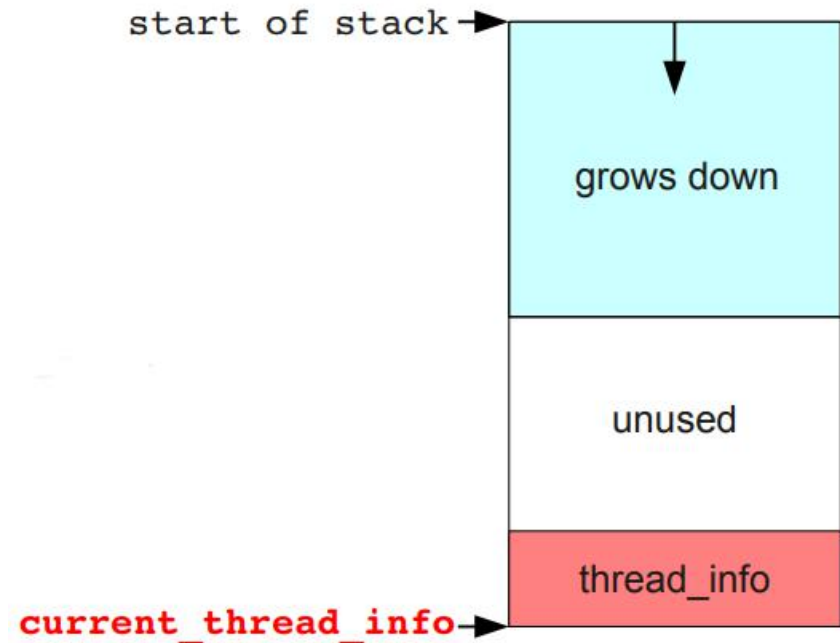 start of stack
grows down
unused
thread_info
current_thread_info